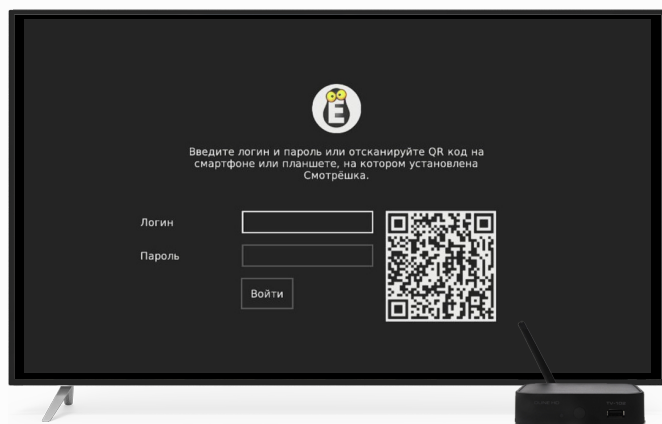 Ё
Введите логин и пароль или отсканируйте QR код на
смартфоне или планшете, на котором установлена
Смотрёшка.
Логин
Пароль
Войти